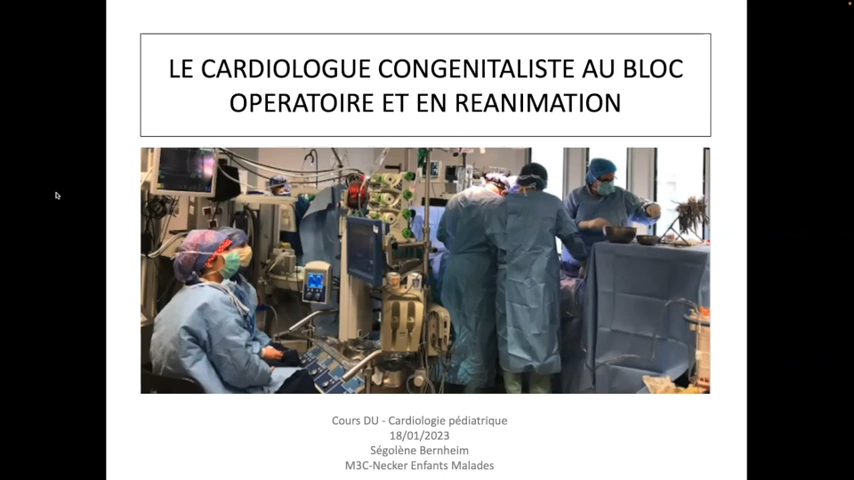 LE CARDIOLOGUE CONGENITALISTE AU BLOC
OPERATOIRE ET EN REANIMATION
Cours DU - Cardiologie pédiatrique
18/01/2023
Ségolène Bernheim
M3C-Necker Enfants Malades